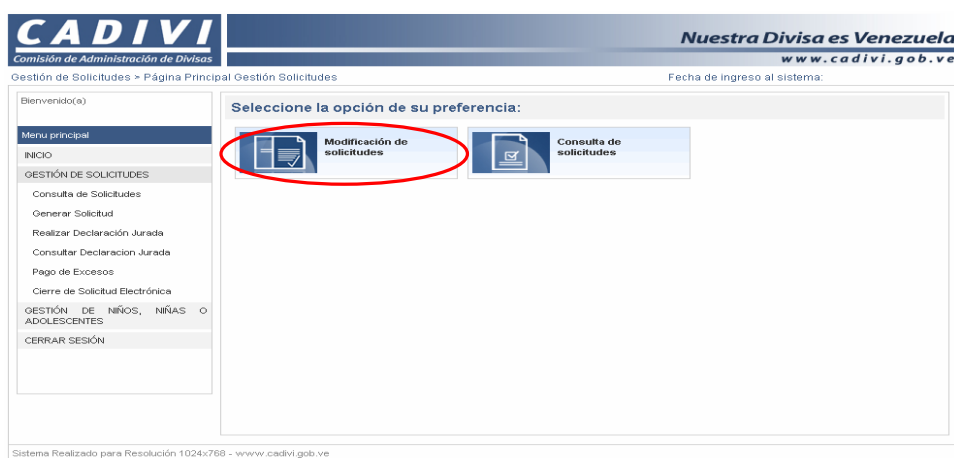 CADIVI
Comisión de Administración de Divisas
Nuestra Divisa es Venezuela
www.cadivi.gob.ve
Gestión de Solicitudes > Página Principal Gestión Solicitudes
Fecha de ingreso al sistema:
Bienvenido(a)
Menu principal
INICIO
GESTIÓN DE SOLICITUDES
Consulta de Solicitudes
Generar Solicitud
Realizar Declaración Jurada
Consultar Declaracion Jurada
Pago de Excesos
Cierre de Solicitud Electrónica
GESTIÓN DE NIÑOS, NIÑAS O
ADOLESCENTES
CERRAR SESIÓN
Seleccione la opción de su preferencia:
Modificación de
solicitudes
Consulta de
solicitudes
Sistema Realizado para Resolución 1024x768 - www.cadivi.gob.ve